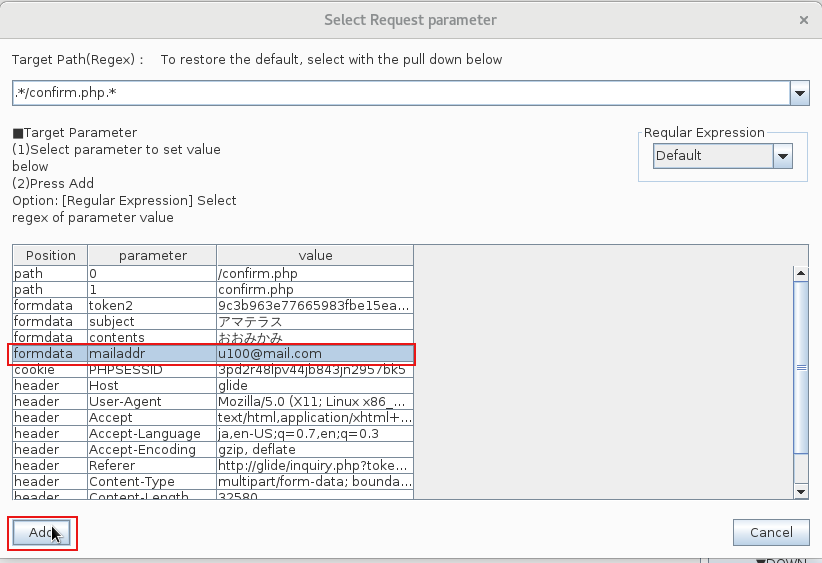 Select Request parameter
×
Target Path(Regex) : To restore the default, select with the pull down below
.*/confirm.php.*
■Target Parameter
(1)Select parameter to set value
below
(2)Press Add
Option: [Regular Expression] Select
regex of parameter value
Reqular Expression
Default
Position parameter value
path 0 /confirm.php
path 1 confirm.php
formdata token2 9c3b963e77665983fbe15ea...
formdata subject アマテラス
formdata contents おおみかみ
formdata mailaddr u100@mail.com
cookie PHPSESSID 3pd2r48lpv44jb843jn2957bk5
header Host glide
header User-Agent Mozilla/5.0 (X11; Linux x86_...
header Accept text/html,application/xhtml+...
header Accept-Language ja,en-US;q=0.7,en;q=0.3
header Accept-Encoding gzip, deflate
header Referer http://glide/inquiry.php?toke...
header Content-Type multipart/form-data; bounda...
header Content-Length 32580
Add
Cancel
▼DOWN